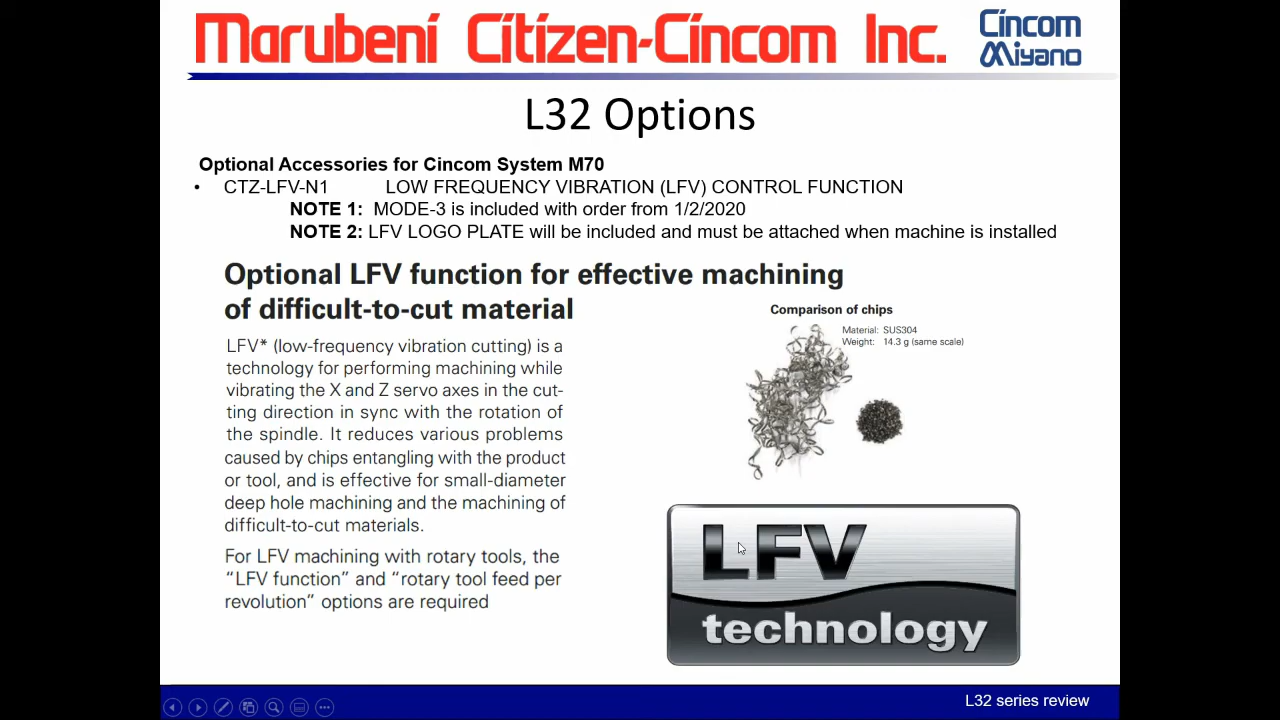 Marubeni Citizen-Cincom Inc.
Cincom
Miyano
L32 Options
Optional Accessories for Cincom System M70
• CTZ-LFV-N1 LOW FREQUENCY VIBRATION (LFV) CONTROL FUNCTION
NOTE 1: MODE-3 is included with order from 1/2/2020
NOTE 2: LFV LOGO PLATE will be included and must be attached when machine is installed
Optional LFV function for effective machining
of difficult-to-cut material
LFV* (low-frequency vibration cutting) is a
technology for performing machining while
vibrating the X and Z servo axes in the cut-
ting direction in sync with the rotation of
the spindle. It reduces various problems
caused by chips entangling with the product
or tool, and is effective for small-diameter
deep hole machining and the machining of
difficult-to-cut materials.
For LFV machining with rotary tools, the
“LFV function” and “rotary tool feed per
revolution” options are required
Comparison of chips
Material: SUS304
Weight: 14.3 g (same scale)
LFV
technology
L32 series review